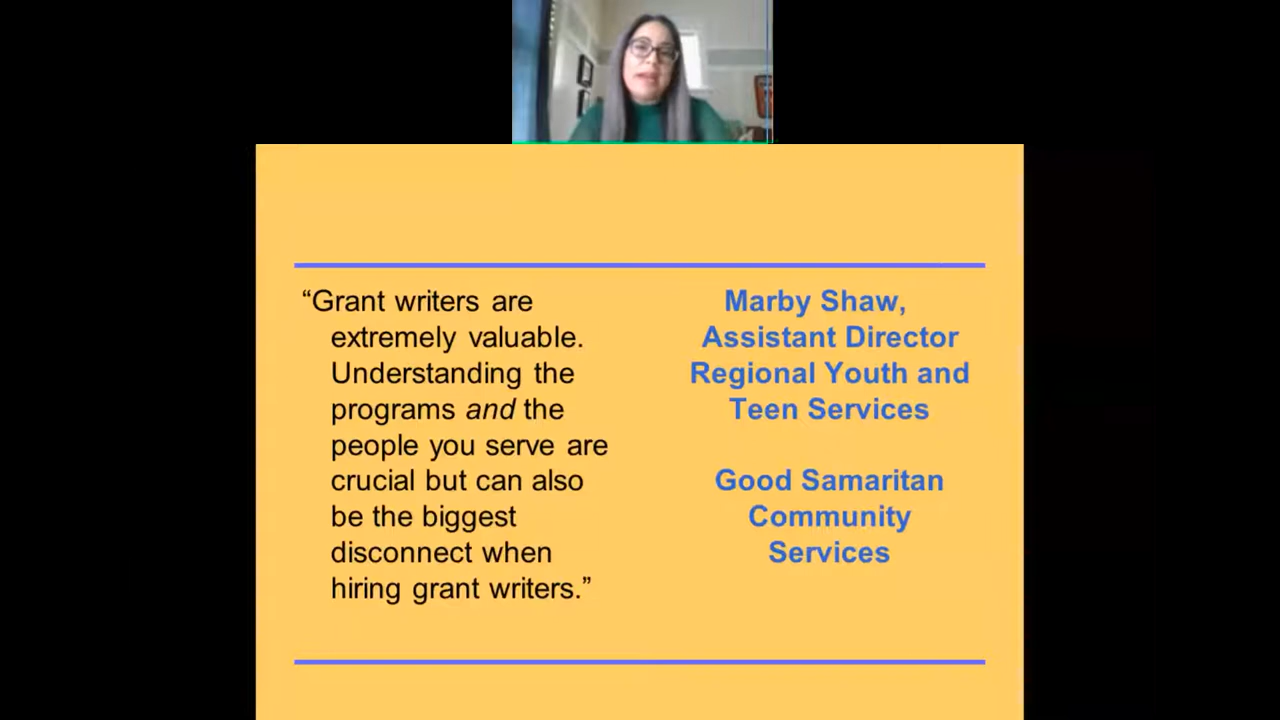 “Grant writers are
extremely valuable.
Understanding the
programs and the
people you serve are
crucial but can also
be the biggest
disconnect when
hiring grant writers.”
Marby Shaw,
Assistant Director
Regional Youth and
Teen Services
Good Samaritan
Community
Services